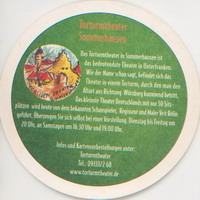 Torturmtheater
Sommerhausen
Das Torturmtheater in Sommerhausen ist
das bedeutendste Theater in Unterfranken.
Wie der Name schon sagt, befindet sich das
Theater in einem Torturm, durch den man den
Altort aus Richtung Würzburg kommend betritt.
Das kleinste Theater Deutschlands mit nur 50 Sitz-
plätzen wird heute von dem bekannten Schauspieler, Regisseur und Maler Veit Relin
geführt. Überzeugen Sie sich selbst bei einer Vorstellung. Dienstag bis Freitag um
20 Uhr, an Samstagen um 16:30 Uhr und 19:00 Uhr.
Infos und Kartenvorbestellungen unter:
Torturmtheater
Tel.: 09333/2 68
www.torturmtheater.de